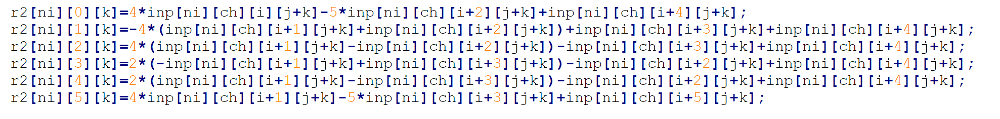 r2[ni][0][k]=4*inp[ni][ch][i][j+k]-5*inp[ni][ch][i+2][j+k]+inp[ni][ch][i+4][j+k];
r2[ni][1][k]=-4*(inp[ni][ch][i+1][j+k]+inp[ni][ch][i+2][j+k])+inp[ni][ch][i+3][j+k]+inp[ni][ch][i+4][j+k];
r2[ni][2][k]=4*(inp[ni][ch][i+1][j+k]-inp[ni][ch][i+2][j+k])-inp[ni][ch][i+3][j+k]+inp[ni][ch][i+4][j+k];
r2[ni][3][k]=2*(-inp[ni][ch][i+1][j+k]+inp[ni][ch][i+3][j+k])-inp[ni][ch][i+2][j+k]+inp[ni][ch][i+4][j+k];
r2[ni][4][k]=2*(inp[ni][ch][i+1][j+k]-inp[ni][ch][i+3][j+k])-inp[ni][ch][i+2][j+k]+inp[ni][ch][i+4][j+k];
r2[ni][5][k]=4*inp[ni][ch][i+1][j+k]-5*inp[ni][ch][i+3][j+k]+inp[ni][ch][i+5][j+k];